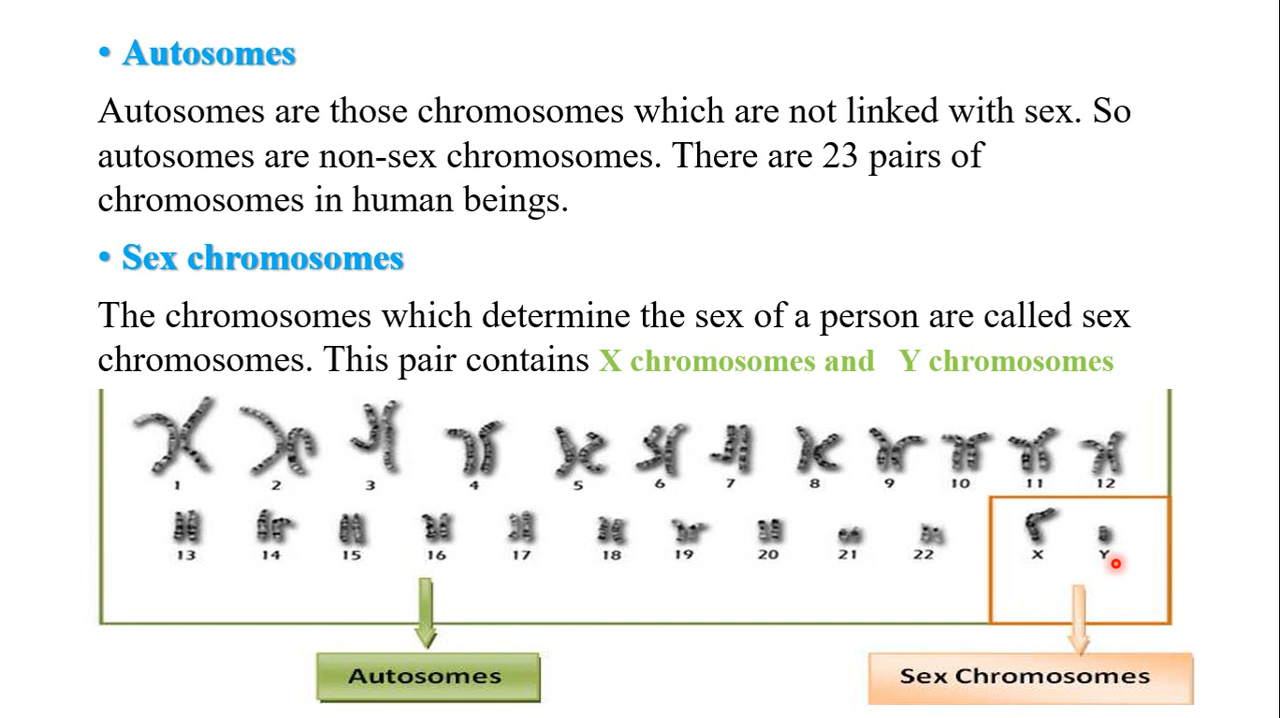 • Autosomes
Autosomes are those chromosomes which are not linked with sex. So
autosomes are non-sex chromosomes. There are 23 pairs of
chromosomes in human beings.
• Sex chromosomes
The chromosomes which determine the sex of a person are called sex
chromosomes. This pair contains X chromosomes and Y chromosomes
1 2 3 4 5 6 7 8 9 10 11 12
13 14 15 16 17 18 19 20 21 22 X Y
Autosomes
Sex Chromosomes